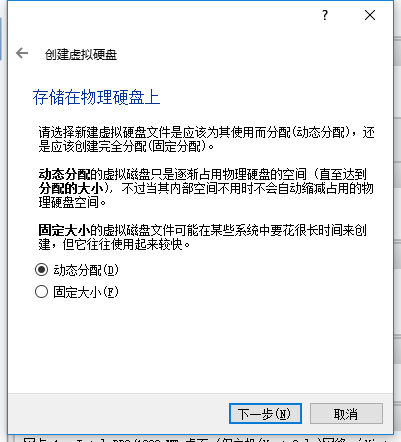 ?
创建虚拟硬盘
存储在物理硬盘上
请选择新建虚拟硬盘文件是应该为其使用而分配(动态分配)，还
是应该创建完全分配(固定分配)。
动态分配的虚拟磁盘只是逐渐占用物理硬盘的空间（直至达到
分配的大小），不过当其内部空间不用时不会自动缩减占用的物
理硬盘空间。
固定大小的虚拟磁盘文件可能在某些系统中要花很长时间来创
建，但它往往使用起来较快。
动态分配(D)
固定大小(F)
下一步(N)
取消